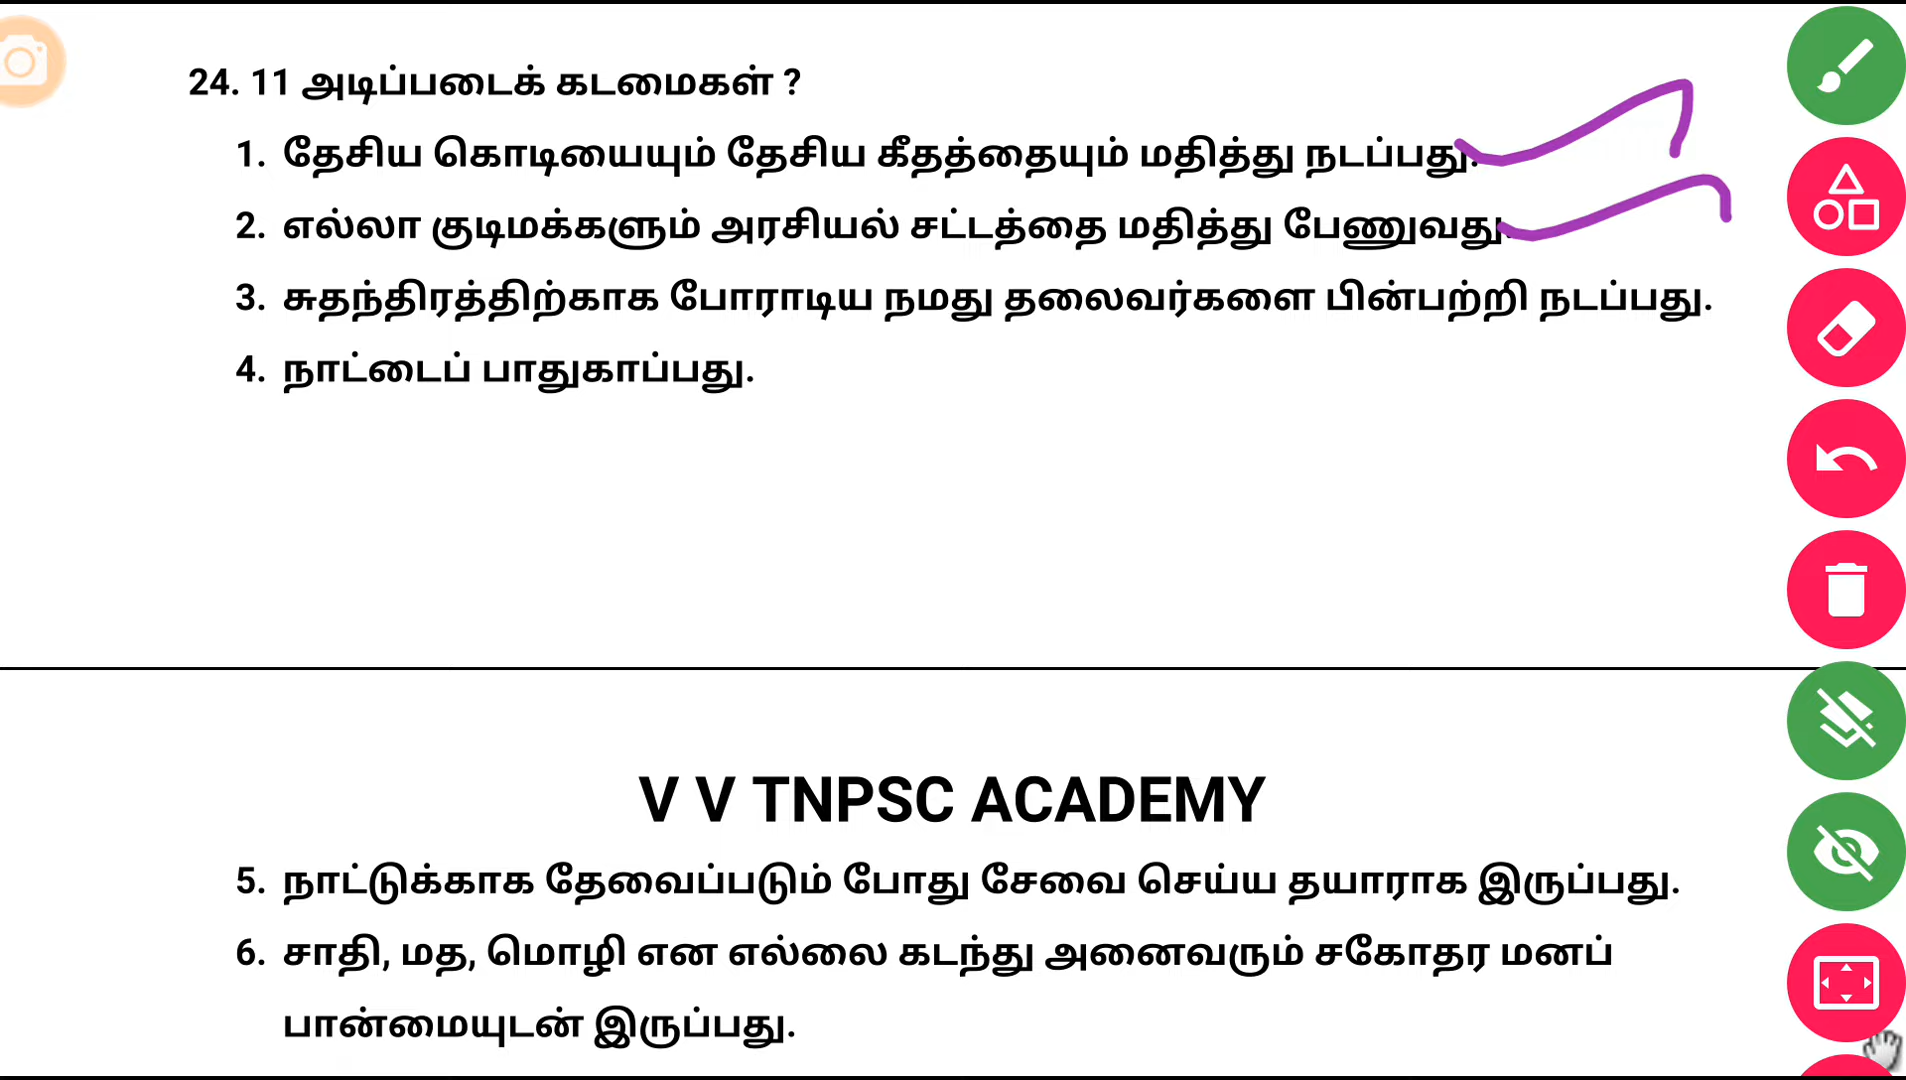 24. 11 அடிப்படைக் கடமைகள் ?
1. தேசிய கொடியையும் தேசிய கீதத்தையும் மதித்து நடப்பது.
2. எல்லா குடிமக்களும் அரசியல் சட்டத்தை மதித்து பேணுவது.
3. சுதந்திரத்திற்காக போராடிய நமது தலைவர்களை பின்பற்றி நடப்பது.
4. நாட்டைப் பாதுகாப்பது.
V V TNPSC ACADEMY
5. நாட்டுக்காக தேவைப்படும் போது சேவை செய்ய தயாராக இருப்பது.
6. சாதி, மத, மொழி என எல்லை கடந்து அனைவரும் சகோதர மனப்
பான்மையுடன் இருப்பது.